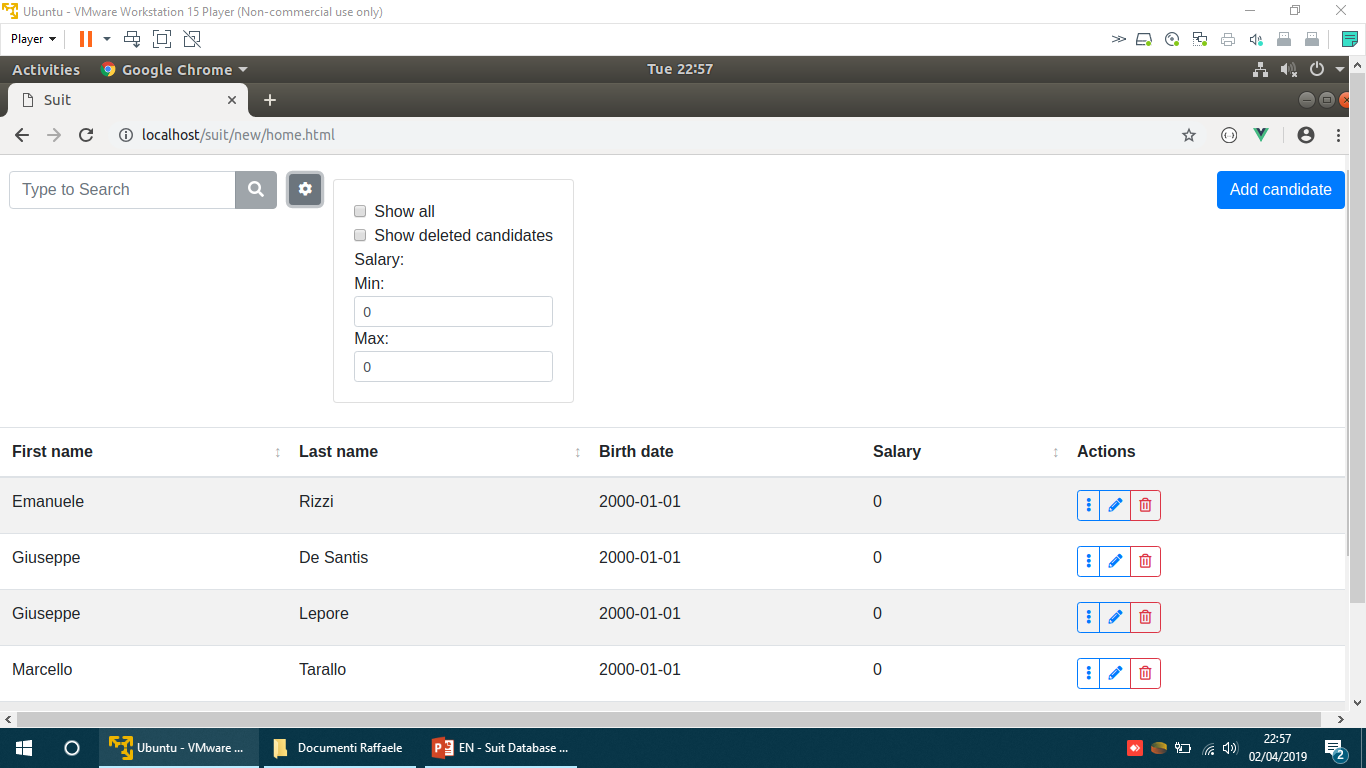 Ubuntu - VMware Workstation 15 Player (Non-commercial use only)
Player
Activities Google Chrome Tue 22:57
Suit
localhost/suit/new/home.html
Type to Search
Add candidate
Show all
Show deleted candidates
Salary:
Min:
0
Max:
0
First name Last name Birth date Salary Actions
Emanuele Rizzi 2000-01-01 0
Giuseppe De Santis 2000-01-01 0
Giuseppe Lepore 2000-01-01 0
Marcello Tarallo 2000-01-01 0
Ubuntu - VMware ... Documenti Raffaele EN - Suit Database ... 22:57
02/04/2019 2